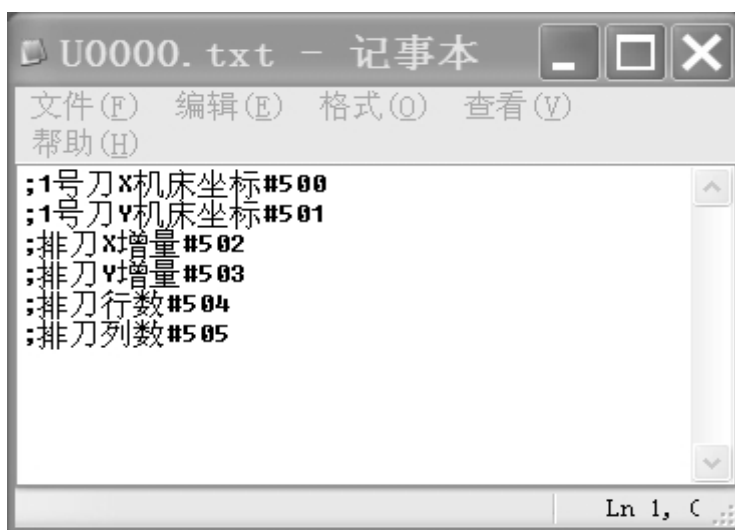 U0000.txt - 记事本
文件(F) 编辑(E) 格式(O) 查看(V)
帮助(H)
;1号刀X机床坐标#500
;1号刀Y机床坐标#501
;排刀X增量#502
;排刀Y增量#503
;排刀行数#504
;排刀列数#505
Ln 1, C